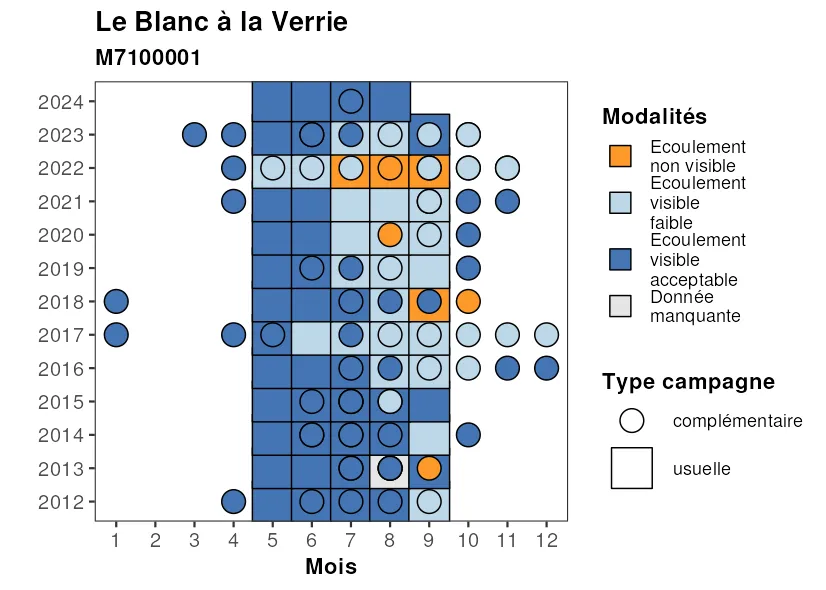 Le Blanc à la Verrie
M7100001
2024
2023
2022
2021
2020
2019
2018
2017
2016
2015
2014
2013
2012
1 2 3 4 5 6 7 8 9 10 11 12
Mois
Modalités
Ecoulement
non visible
Ecoulement
visible
faible
Ecoulement
visible
acceptable
Donnée
manquante
Type campagne
complémentaire
usuelle